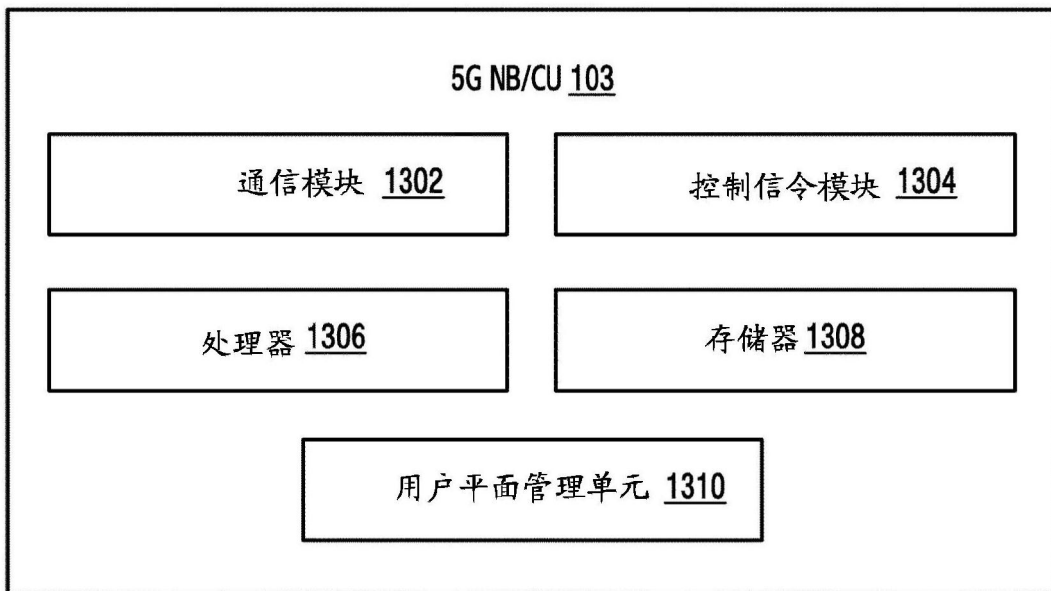 5G NB/CU 103
通信模块 1302
控制信令模块 1304
处理器 1306
存储器 1308
用户平面管理单元 1310